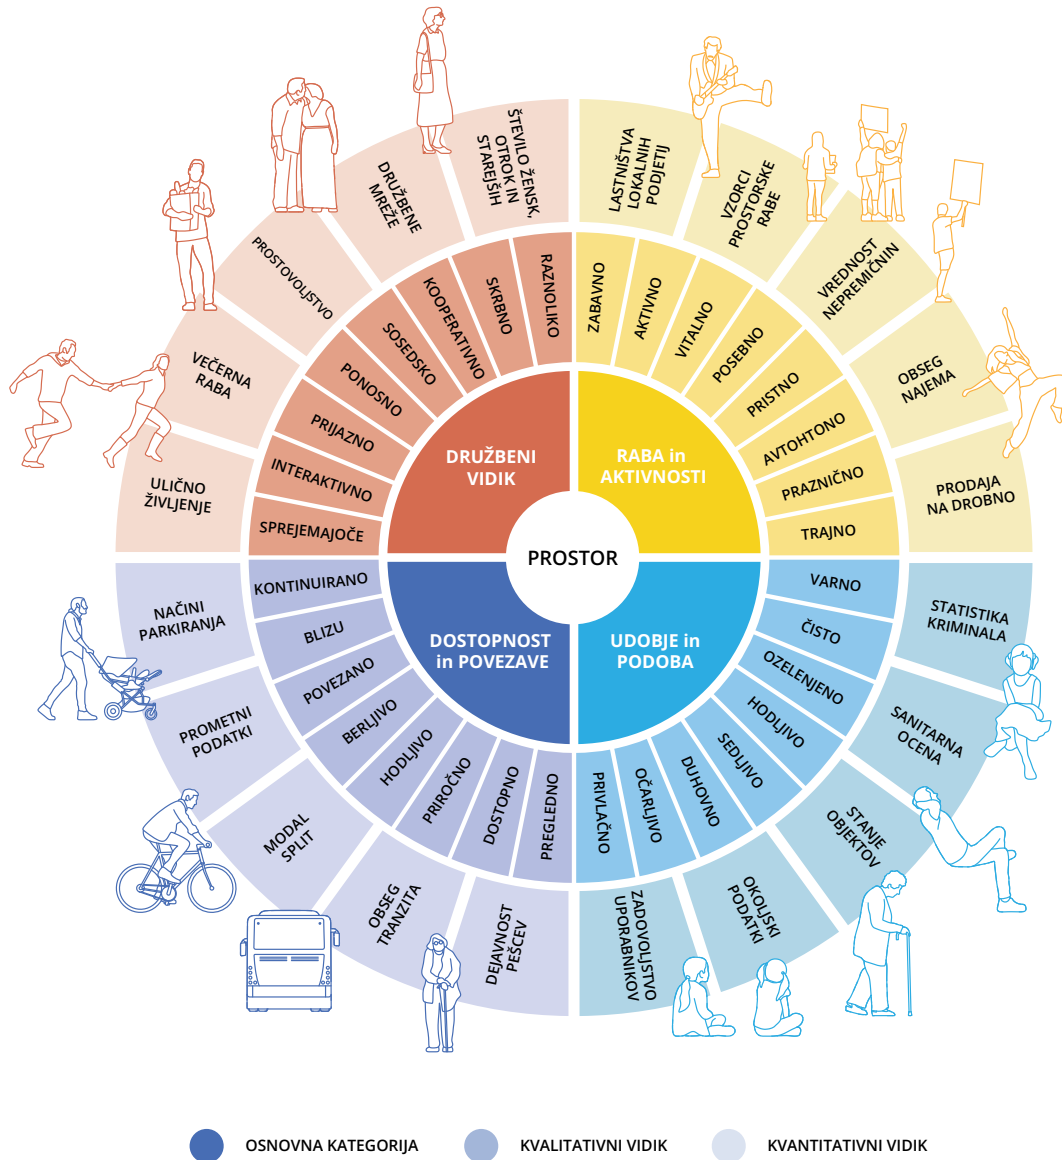 ŠTEVILO ŽENSK,
OTROK IN
STAREJŠIH
DRUŽBENE
MREŽE
PROSTOVOLJSTVO
VEČERNA
RABA
ULIČNO
ŽIVLJENJE
LASTNIŠTVA
LOKALNIH
PODJETIJ
VZORCI
PROSTORSKE
RABE
VREDNOST
NEPREMIČNIN
OBSEG
NAJEMA
PRODAJA
NA DROBNO
RAZNOLIKO
SKRBNO
KOOPERATIVNO
SOSEDSKO
PONOSNO
PRIJAZNO
INTERAKTIVNO
SPREJEMAJOČE
ZABAVNO
AKTIVNO
VITALNO
POSEBNO
PRISTNO
AVTOHTONO
PRAZNIČNO
TRAJNO
DRUŽBENI
VIDIK
RABA in
AKTIVNOSTI
PROSTOR
DOSTOPNOST
in POVEZAVE
UDOBJE in
PODOBA
KONTINUIRANO
BLIZU
POVEZANO
BERLJIVO
HODLJIVO
PRIROČNO
DOSTOPNO
PREGLEDNO
VARNO
ČISTO
OZELENJENO
HODLJIVO
SEDLJIVO
DUHOVNO
OČARLJIVO
PRIVLAČNO
NAČINI
PARKIRANJA
PROMETNI
PODATKI
MODAL
SPLIT
OBSEG
TRANZITA
DEJAVNOST
PEŠCEV
STATISTIKA
KRIMINALA
SANITARNA
OCENA
STANJE
OBJEKTOV
OKOLJSKI
PODATKI
ZADOVOLJSTVO
UPORABNIKOV
OSNOVNA KATEGORIJA
KVALITATIVNI VIDIK
KVANTITATIVNI VIDIK